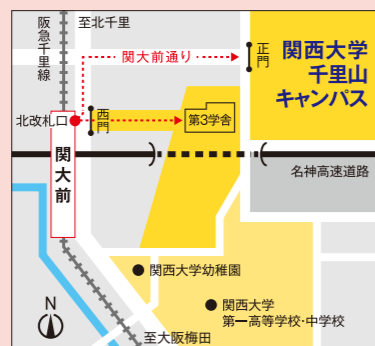 阪急千里線
至北千里
関大前通り
正門
関西大学
千里山
キャンパス
北改札口
西門
第3学舎
関大前
名神高速道路
関西大学幼稚園
関西大学
第一高等学校・中学校
N
至大阪梅田